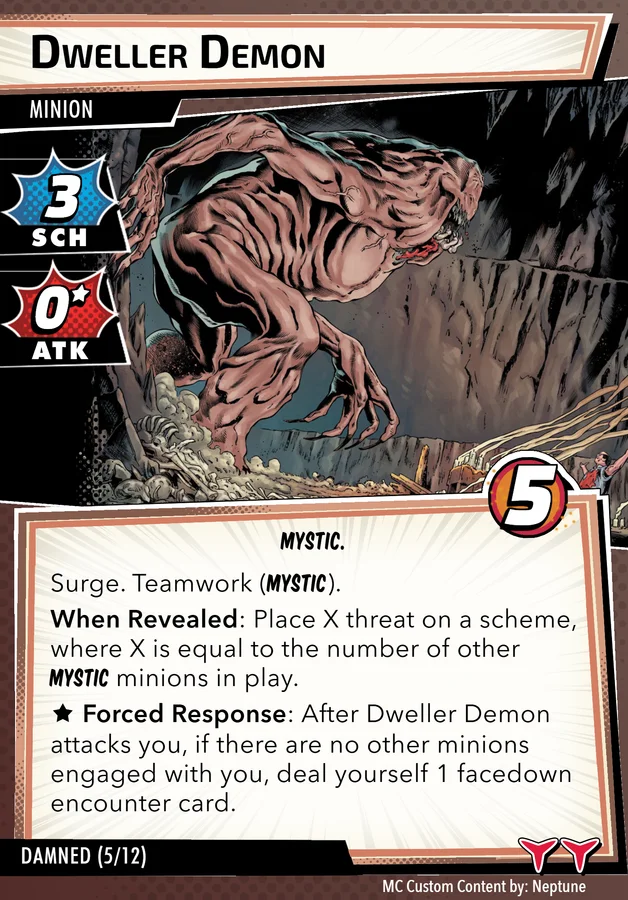 Dweller Demon
MINION
3
SCH
0★
ATK
5
MYSTIC.
Surge. Teamwork (MYSTIC).
When Revealed: Place X threat on a scheme,
where X is equal to the number of other
MYSTIC minions in play.
★ Forced Response: After Dweller Demon
attacks you, if there are no other minions
engaged with you, deal yourself 1 facedown
encounter card.
DAMNED (5/12)
MC Custom Content by: Neptune